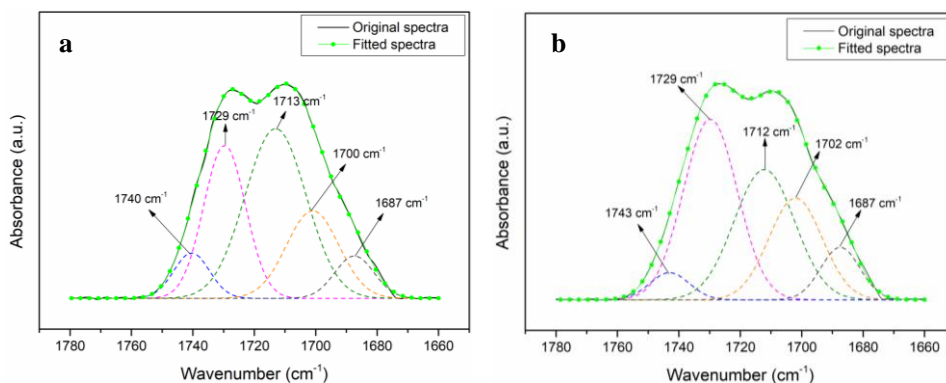 a
Original spectra
Fitted spectra
1729 cm⁻¹
1713 cm⁻¹
1700 cm⁻¹
1740 cm⁻¹
1687 cm⁻¹
Absorbance (a.u.)
1780 1760 1740 1720 1700 1680 1660
Wavenumber (cm⁻¹)
b
Original spectra
Fitted spectra
1729 cm⁻¹
1712 cm⁻¹
1702 cm⁻¹
1743 cm⁻¹
1687 cm⁻¹
Absorbance (a.u.)
1780 1760 1740 1720 1700 1680 1660
Wavenumber (cm⁻¹)